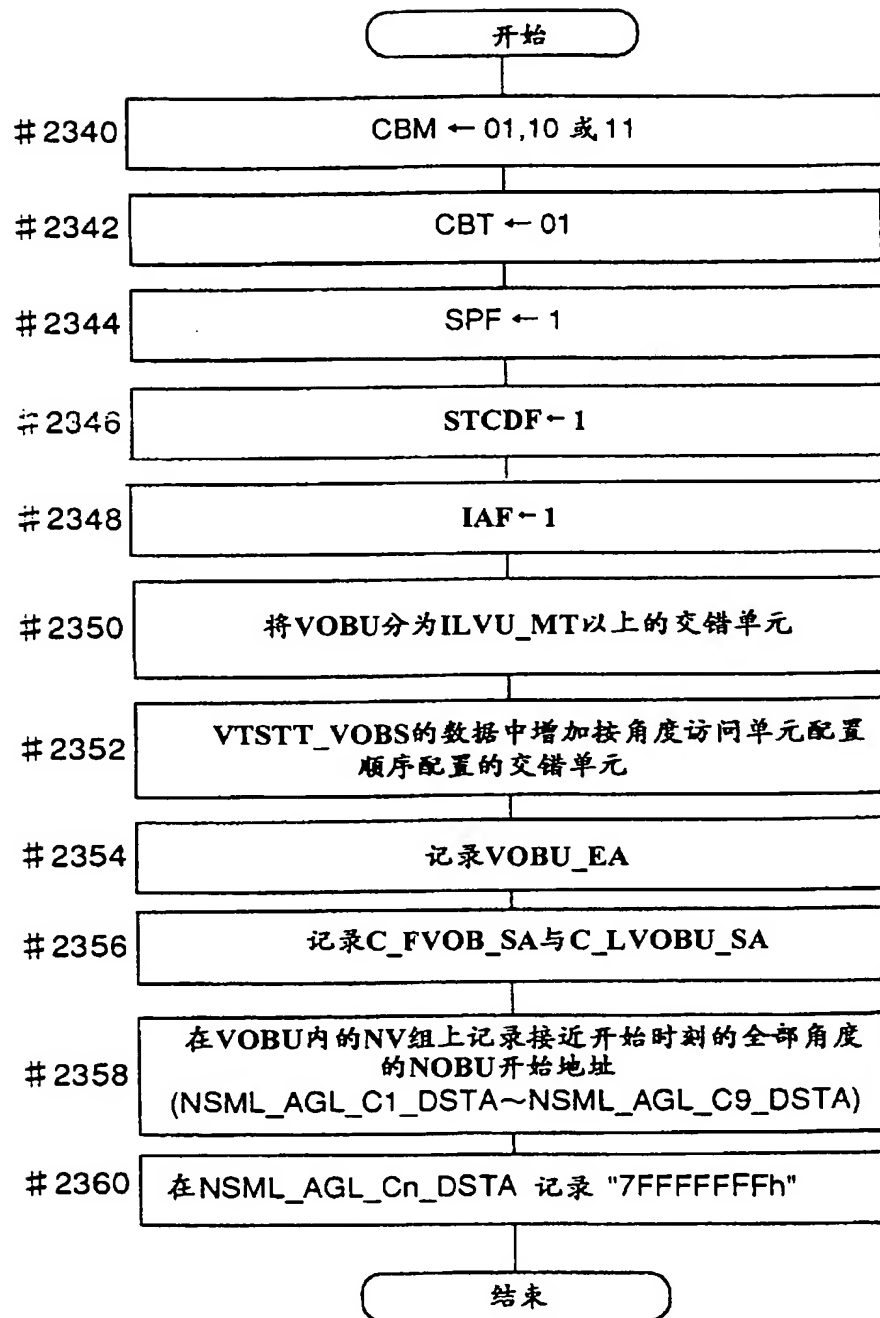 开始
#2340 CBM ← 01,10 或 11
#2342 CBT ← 01
#2344 SPF ← 1
#2346 STCDF ← 1
#2348 IAF ← 1
#2350 将VOBU分为ILVU_MT以上的交错单元
#2352 VTSTT_VOBS的数据中增加按角度访问单元配置
顺序配置的交错单元
#2354 记录VOBU_EA
#2356 记录C_FVOB_SA与C_LVOBU_SA
在VOBU内的NV组上记录接近开始时刻的全部角度
#2358 的NOBU开始地址
(NSML_AGL_C1_DSTA～NSML_AGL_C9_DSTA)
#2360 在NSML_AGL_Cn_DSTA 记录 "7FFFFFFFh"
结束